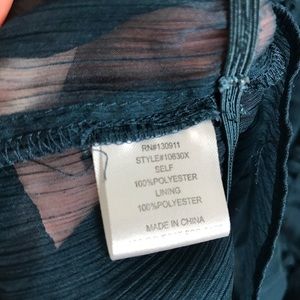 RN#130911
STYLE#10630X
SELF
100%POLYESTER
LINING
100%POLYESTER
MADE IN CHINA